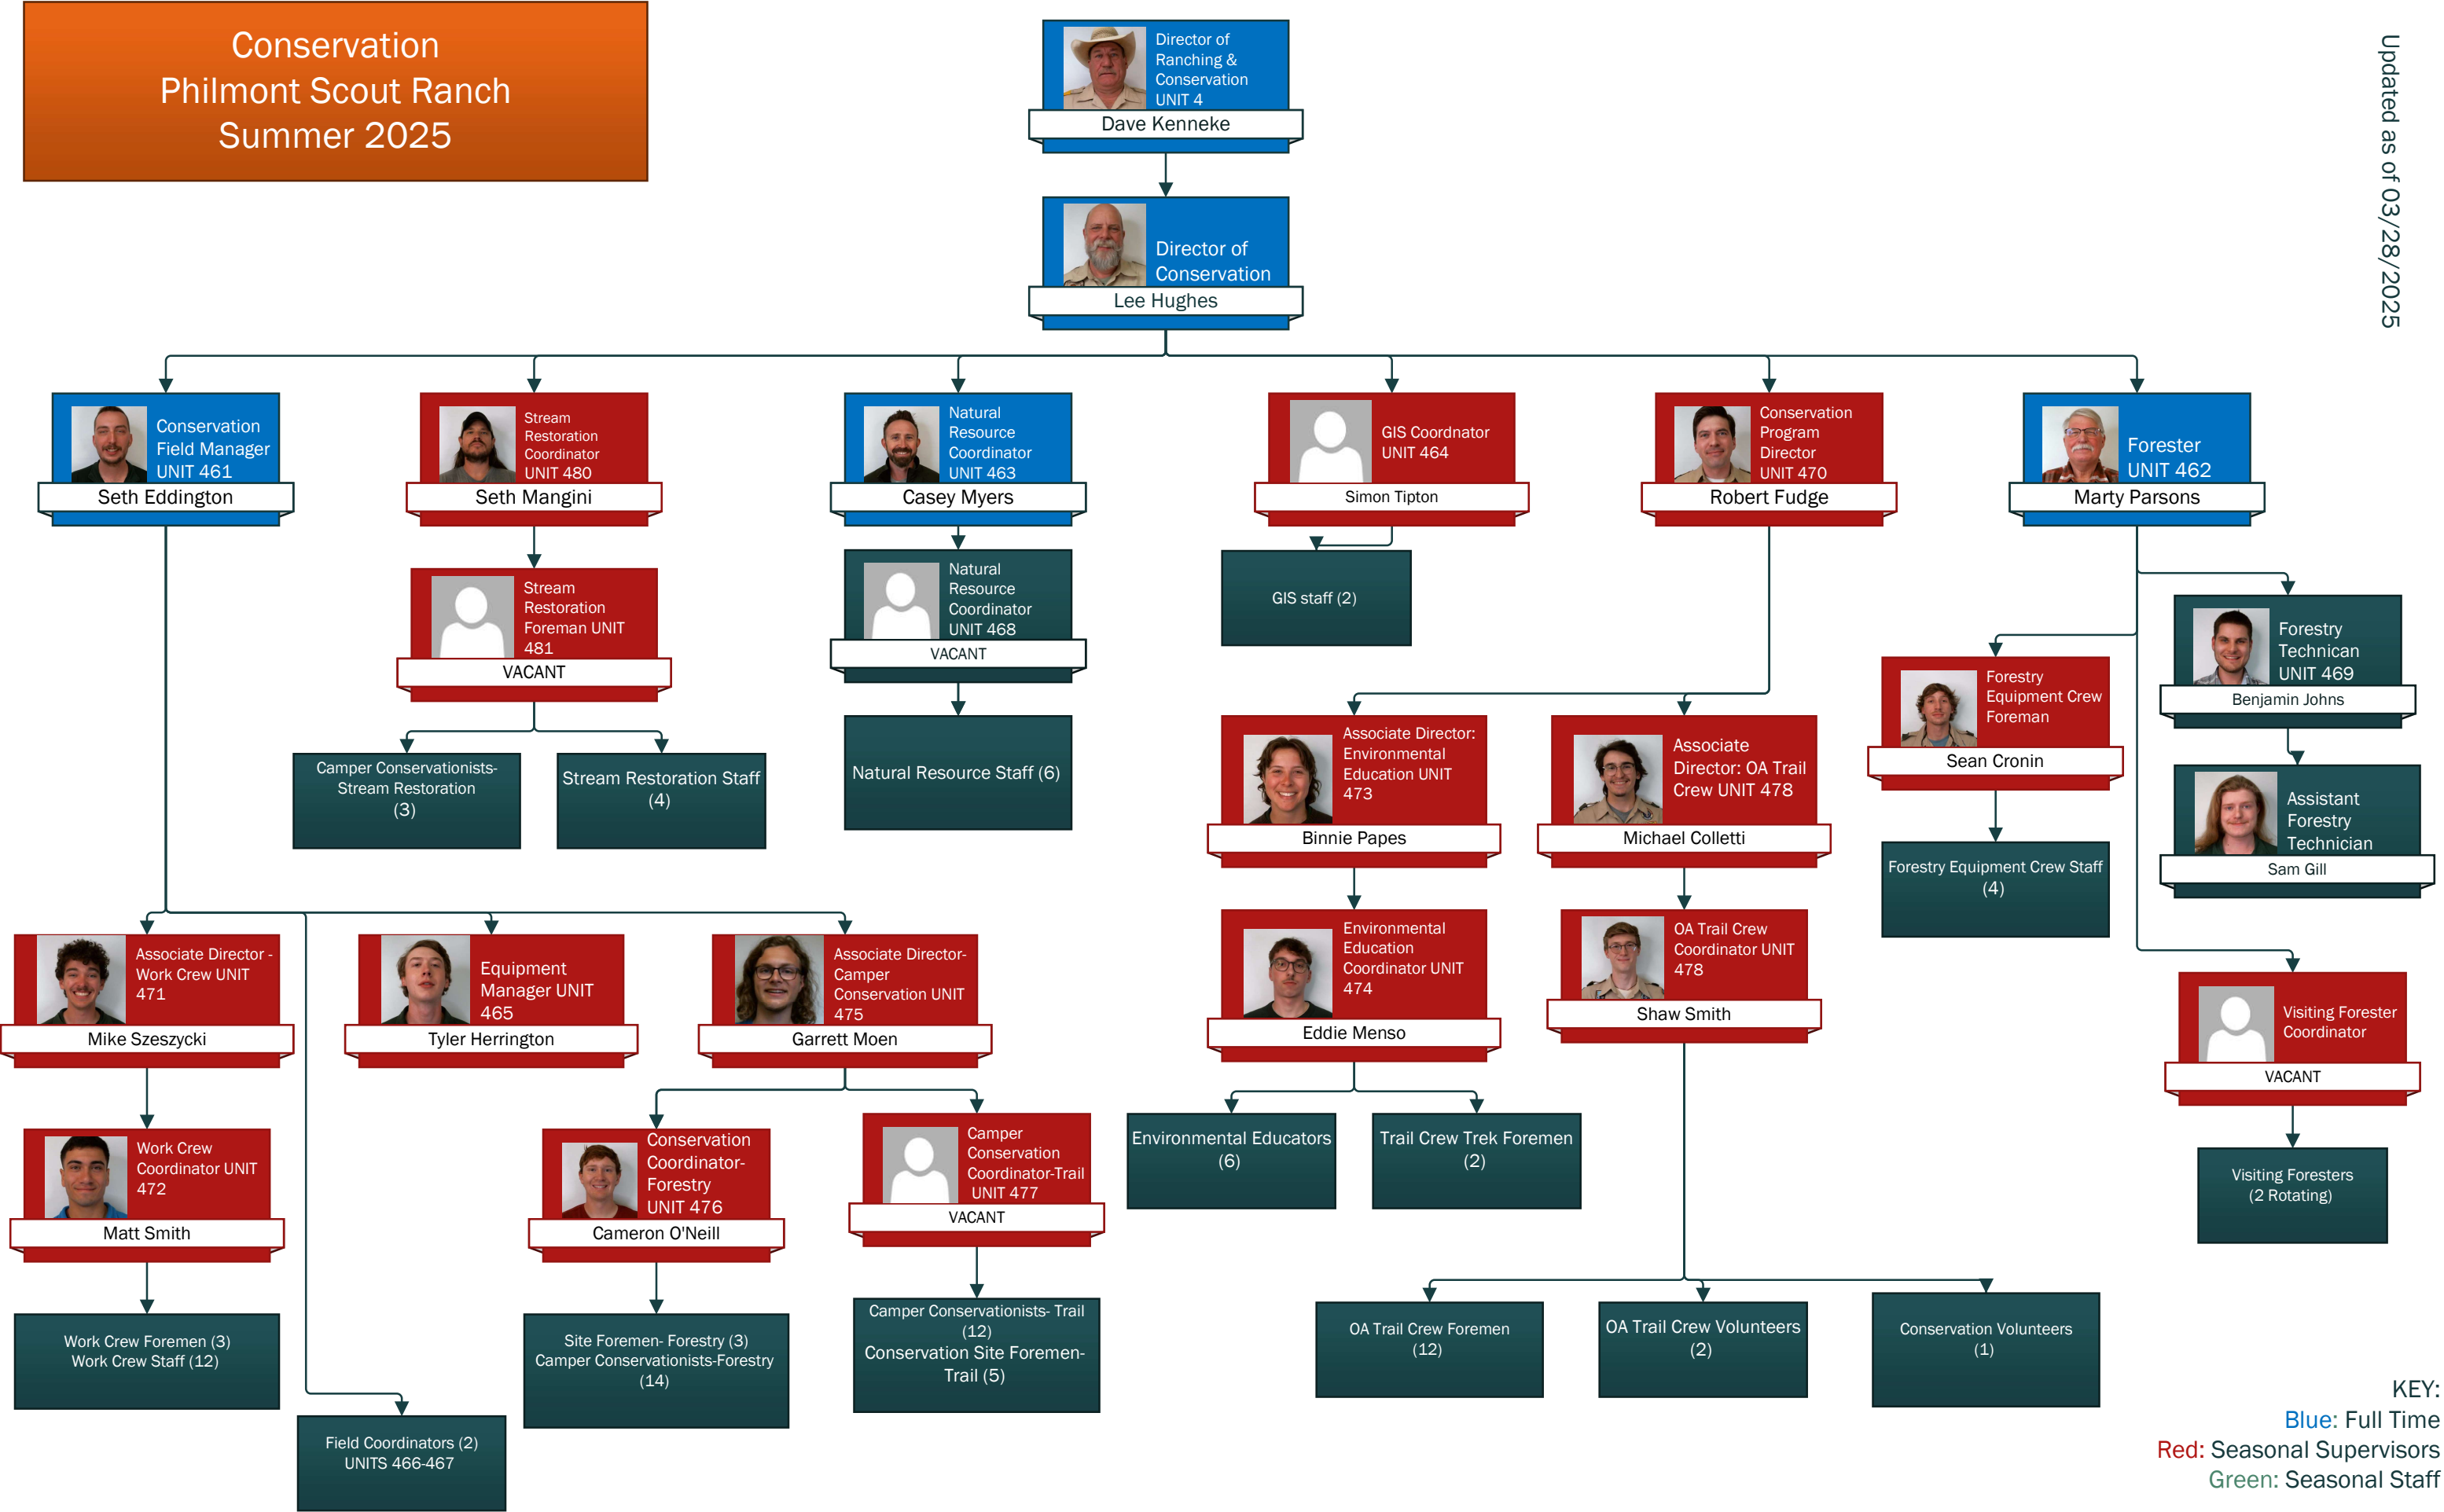 Conservation
Philmont Scout Ranch
Summer 2025
Updated as of 03/28/2025
Director of
Ranching &
Conservation
UNIT 4
Dave Kenneke
Director of
Conservation
Lee Hughes
Conservation
Field Manager
UNIT 461
Seth Eddington
Stream
Restoration
Coordinator
UNIT 480
Seth Mangini
Natural
Resource
Coordinator
UNIT 463
Casey Myers
GIS Coordnator
UNIT 464
Simon Tipton
Conservation
Program
Director
UNIT 470
Robert Fudge
Forester
UNIT 462
Marty Parsons
Stream
Restoration
Foreman UNIT
481
VACANT
Natural
Resource
Coordinator
UNIT 468
VACANT
GIS staff (2)
Forestry
Technican
UNIT 469
Benjamin Johns
Forestry
Equipment Crew
Foreman
Sean Cronin
Camper Conservationists-
Stream Restoration
(3)
Stream Restoration Staff
(4)
Natural Resource Staff (6)
Associate Director:
Environmental
Education UNIT
473
Binnie Papes
Associate
Director: OA Trail
Crew UNIT 478
Michael Colletti
Assistant
Forestry
Technician
Sam Gill
Forestry Equipment Crew Staff
(4)
Associate Director -
Work Crew UNIT
471
Mike Szeszycki
Equipment
Manager UNIT
465
Tyler Herrington
Associate Director-
Camper
Conservation UNIT
475
Garrett Moen
Environmental
Education
Coordinator UNIT
474
Eddie Menso
OA Trail Crew
Coordinator UNIT
478
Shaw Smith
Visiting Forester
Coordinator
VACANT
Work Crew
Coordinator UNIT
472
Matt Smith
Conservation
Coordinator-
Forestry
UNIT 476
Cameron O'Neill
Camper
Conservation
Coordinator-Trail
UNIT 477
VACANT
Environmental Educators
(6)
Trail Crew Trek Foremen
(2)
Visiting Foresters
(2 Rotating)
Work Crew Foremen (3)
Work Crew Staff (12)
Site Foremen- Forestry (3)
Camper Conservationists-Forestry
(14)
Camper Conservationists- Trail
(12)
Conservation Site Foremen-
Trail (5)
OA Trail Crew Foremen
(12)
OA Trail Crew Volunteers
(2)
Conservation Volunteers
(1)
Field Coordinators (2)
UNITS 466-467
KEY:
Blue: Full Time
Red: Seasonal Supervisors
Green: Seasonal Staff